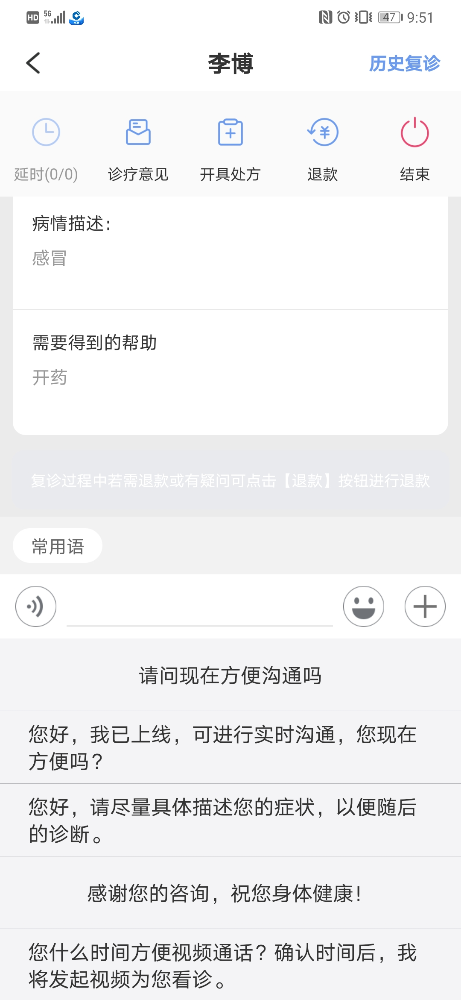 HD 5G 47 9:51
李博 历史复诊
延时(0/0) 诊疗意见 开具处方 退款 结束
病情描述:
感冒
需要得到的帮助
开药
复诊过程中若需退款或有疑问可点击【退款】按钮进行退款
常用语
请问现在方便沟通吗
您好，我已上线，可进行实时沟通，您现在
方便吗？
您好，请尽量具体描述您的症状，以便随后
的诊断。
感谢您的咨询，祝您身体健康！
您什么时间方便视频通话？确认时间后，我
将发起视频为您看诊。